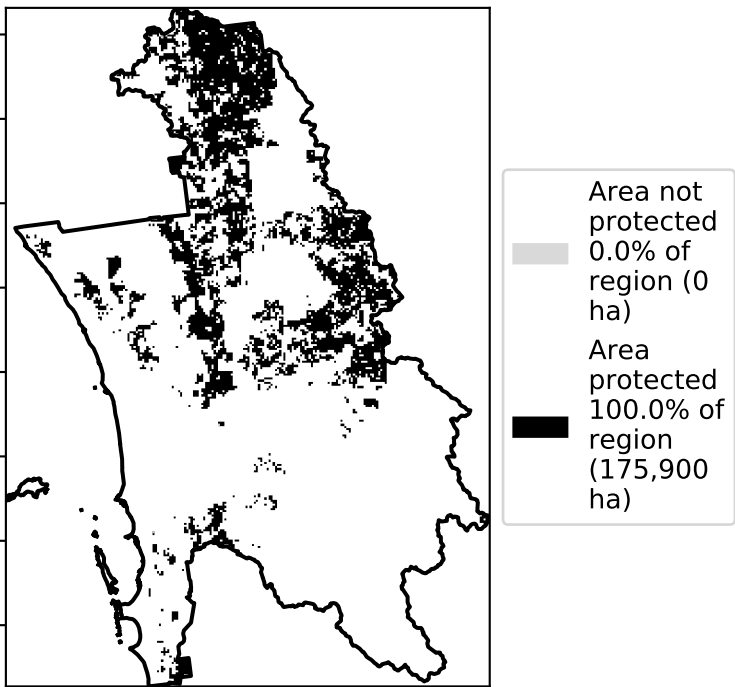 Area not
protected
0.0% of
region (0
ha)
Area
protected
100.0% of
region
(175,900
ha)